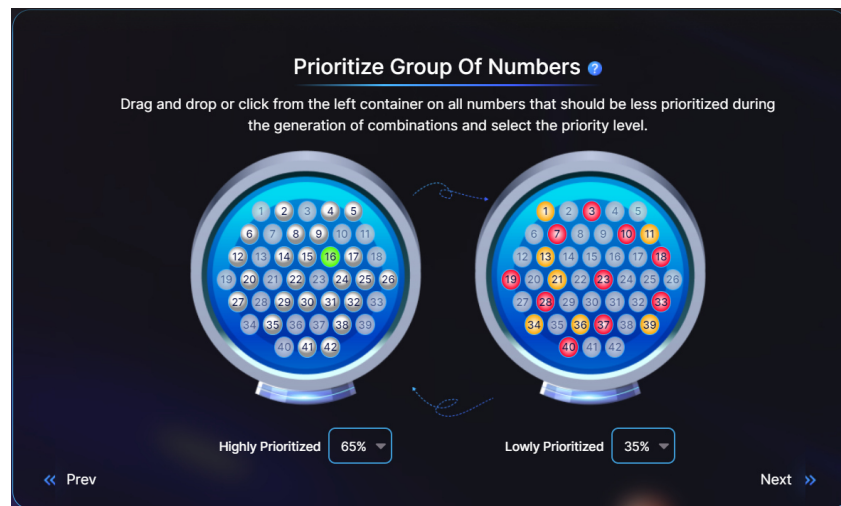 Prioritize Group Of Numbers ?
Drag and drop or click from the left container on all numbers that should be less prioritized during
the generation of combinations and select the priority level.
1 2 3 4 5
6 7 8 9 10 11
12 13 14 15 16 17 18
19 20 21 22 23 24 25 26
27 28 29 30 31 32 33
34 35 36 37 38 39
40 41 42
1 2 3 4 5
6 7 8 9 10 11
12 13 14 15 16 17 18
19 20 21 22 23 24 25 26
27 28 29 30 31 32 33
34 35 36 37 38 39
40 41 42
Highly Prioritized 65%
Lowly Prioritized 35%
Prev
Next